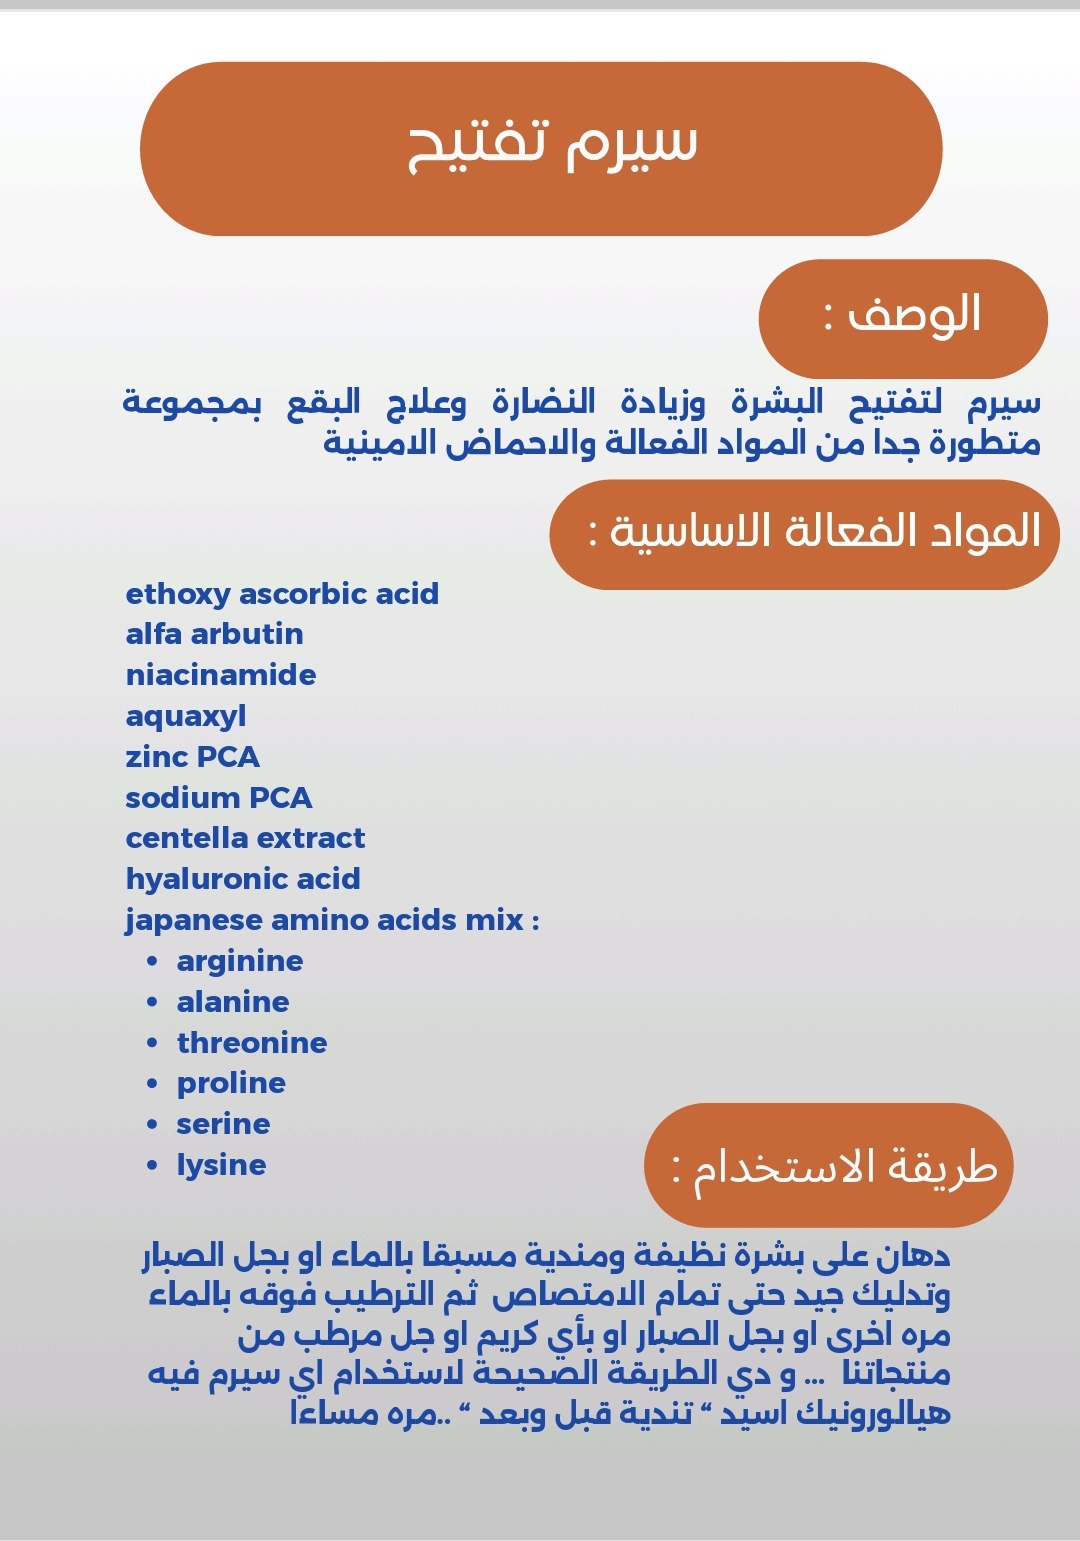 سيرم تفتيح
الوصف :
سيرم لتفتيح البشرة وزيادة النضارة وعلاج البقع بمجموعة
متطورة جدا من المواد الفعالة والاحماض الامينية
المواد الفعالة الاساسية :
ethoxy ascorbic acid
alfa arbutin
niacinamide
aquaxyl
zinc PCA
sodium PCA
centella extract
hyaluronic acid
japanese amino acids mix :
• arginine
• alanine
• threonine
• proline
• serine
• lysine
طريقة الاستخدام :
دهان على بشرة نظيفة ومندية مسبقا بالماء او بجل الصبار
وتدليك جيد حتى تمام الامتصاص ثم الترطيب فوقه بالماء
مره اخرى او بجل الصبار او بأي كريم او جل مرطب من
منتجاتنا ... و دي الطريقة الصحيحة لاستخدام اي سيرم فيه
هيالورونيك اسيد “ تندية قبل وبعد “ ..مره مساءا